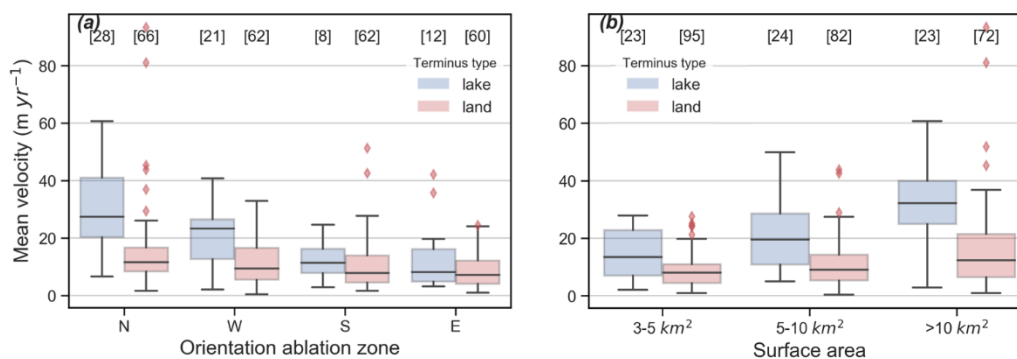 (a)
[28] [66] [21] [62] [8] [62] [12] [60]
Terminus type
lake
land
Mean velocity (m yr⁻¹)
80
60
40
20
0
N W S E
Orientation ablation zone
(b)
[23] [95] [24] [82] [23] [72]
Terminus type
lake
land
80
60
40
20
0
3-5 km² 5-10 km² >10 km²
Surface area